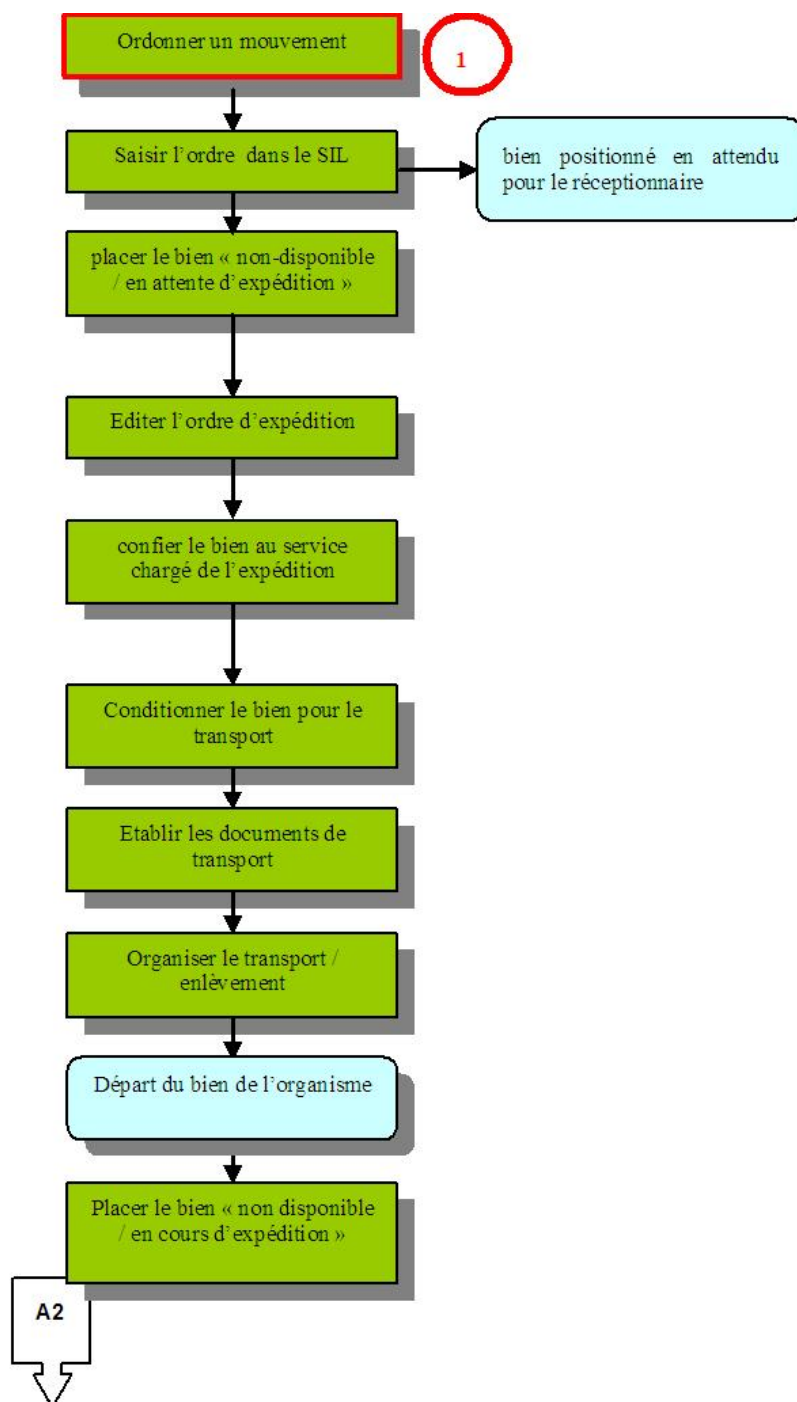 Ordonner un mouvement
1
Saisir l'ordre dans le SIL
bien positionné en attendu
pour le réceptionnaire
placer le bien « non-disponible
/ en attente d'expédition »
Editer l'ordre d'expédition
confier le bien au service
chargé de l'expédition
Conditionner le bien pour le
transport
Etablir les documents de
transport
Organiser le transport /
enlèvement
Départ du bien de l'organisme
Placer le bien « non disponible
/ en cours d'expédition »
A2